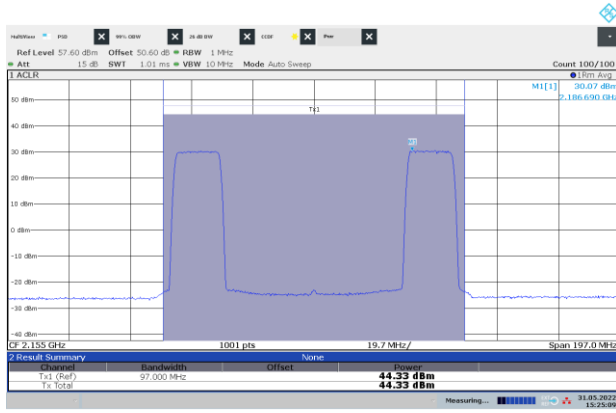 MultiView PSD X 99% OBW X 26 dB BW X CCDF X Pwr X
Ref Level 57.60 dBm Offset 50.60 dB RBW 1 MHz
Att 15 dB SWT 1.01 ms VBW 10 MHz Mode Auto Sweep Count 100/100
1 ACLR 1Rm Avg
M1[1] 30.07 dBm
2.186690 GHz
50 dBm
Tx1
40 dBm
M1
30 dBm
20 dBm
10 dBm
0 dBm
-10 dBm
-20 dBm
-30 dBm
-40 dBm
CF 2.155 GHz 1001 pts 19.7 MHz/ Span 197.0 MHz
2 Result Summary None
Channel Bandwidth Offset Power
Tx1 (Ref) 97.000 MHz 44.33 dBm
Tx Total 44.33 dBm
Measuring... 31.05.2022
15:25:09